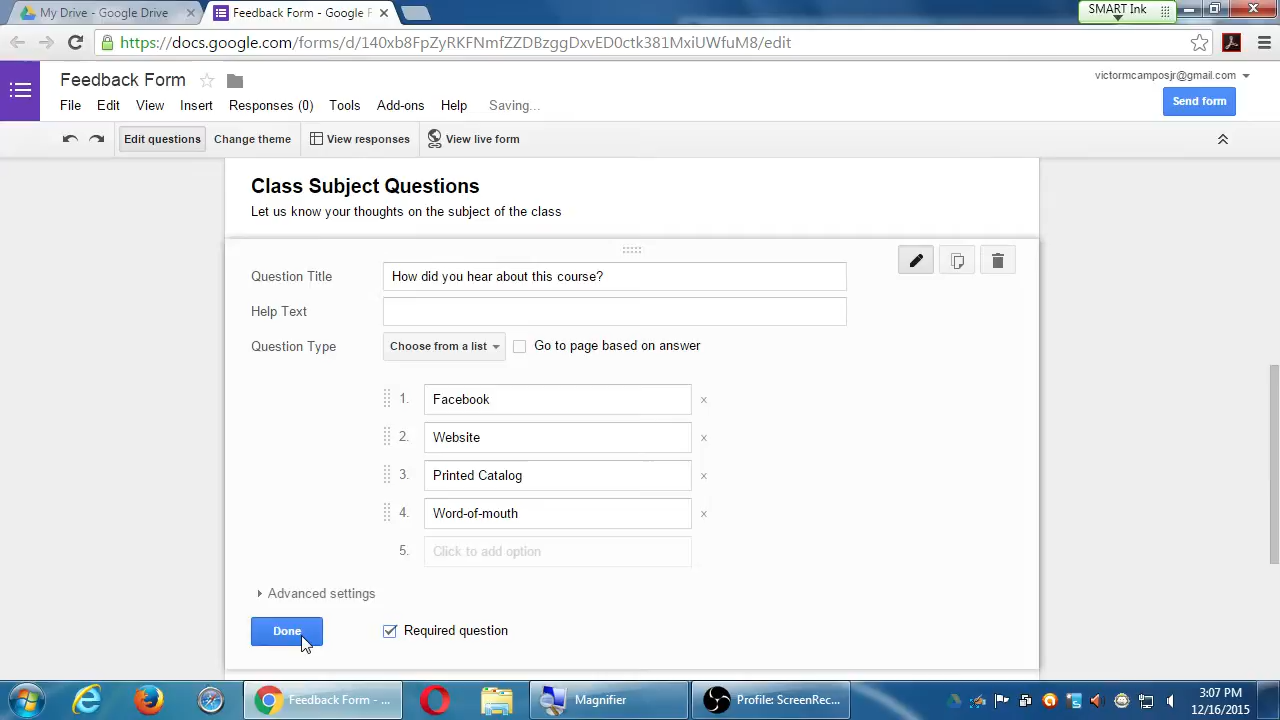 My Drive - Google Drive
Feedback Form - Google F
SMART Ink
https://docs.google.com/forms/d/140xb8FpZyRKFNmfZZDRzggDxvED0ctk381MxiUWfuM8/edit
Feedback Form
victormcamposjr@gmail.com
File Edit View Insert Responses (0) Tools Add-ons Help Saving...
Send form
Edit questions Change theme View responses View live form
Class Subject Questions
Let us know your thoughts on the subject of the class
Question Title How did you hear about this course?
Help Text
Question Type Choose from a list Go to page based on answer
1. Facebook x
2. Website x
3. Printed Catalog x
4. Word-of-mouth x
5. Click to add option
Advanced settings
Done Required question
Feedback Form - ... Magnifier Profile: ScreenRec...
3:07 PM
12/16/2015